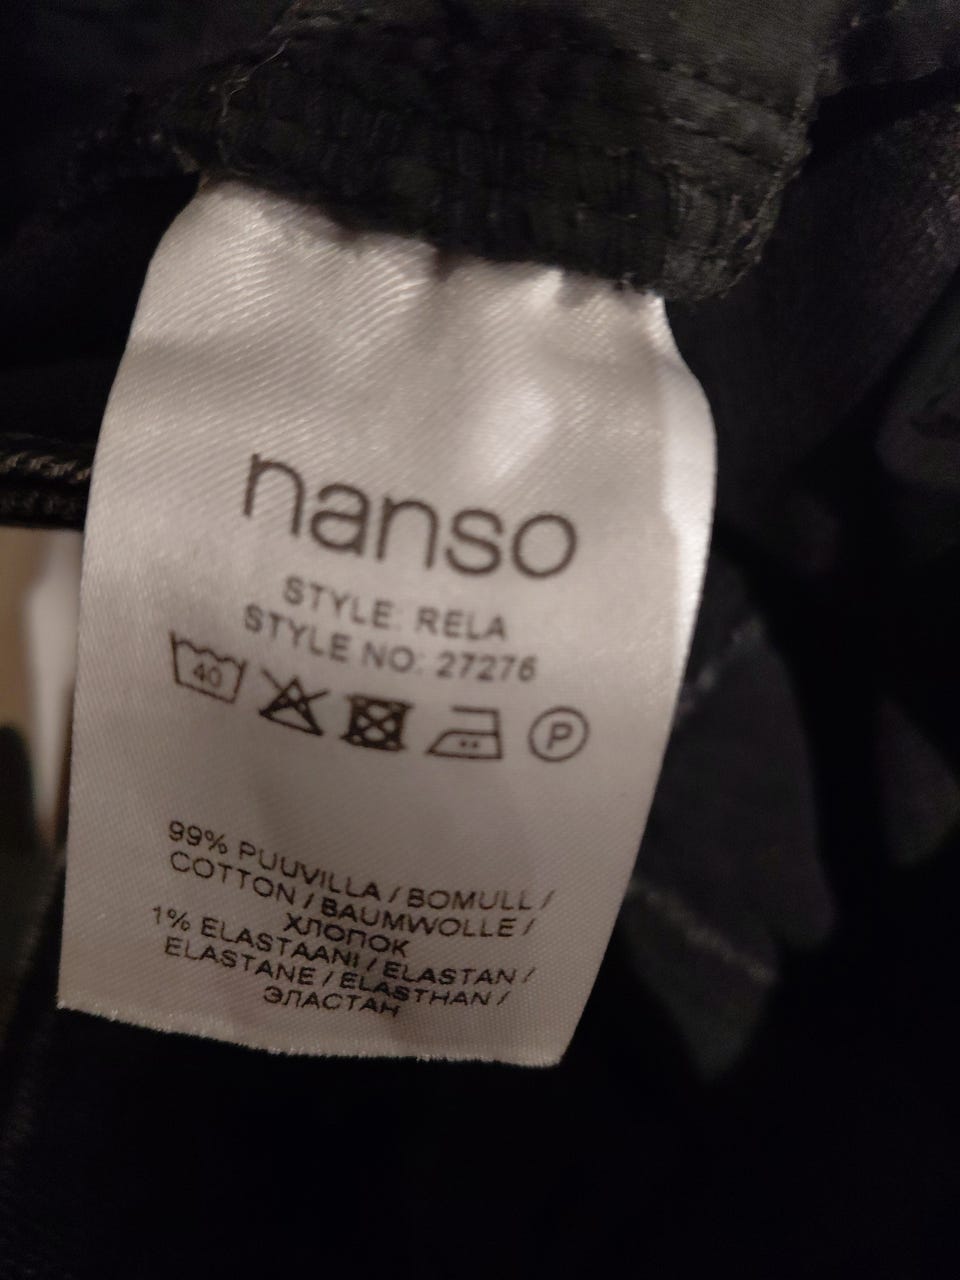 nanso
STYLE: RELA
STYLE NO: 27276
40
P
99% PUUVILLA / BOMULL /
COTTON / BAUMWOLLE /
ХЛОПОК
1% ELASTAANI / ELASTAN /
ELASTANE / ELASTHAN /
ЭЛАСТАН